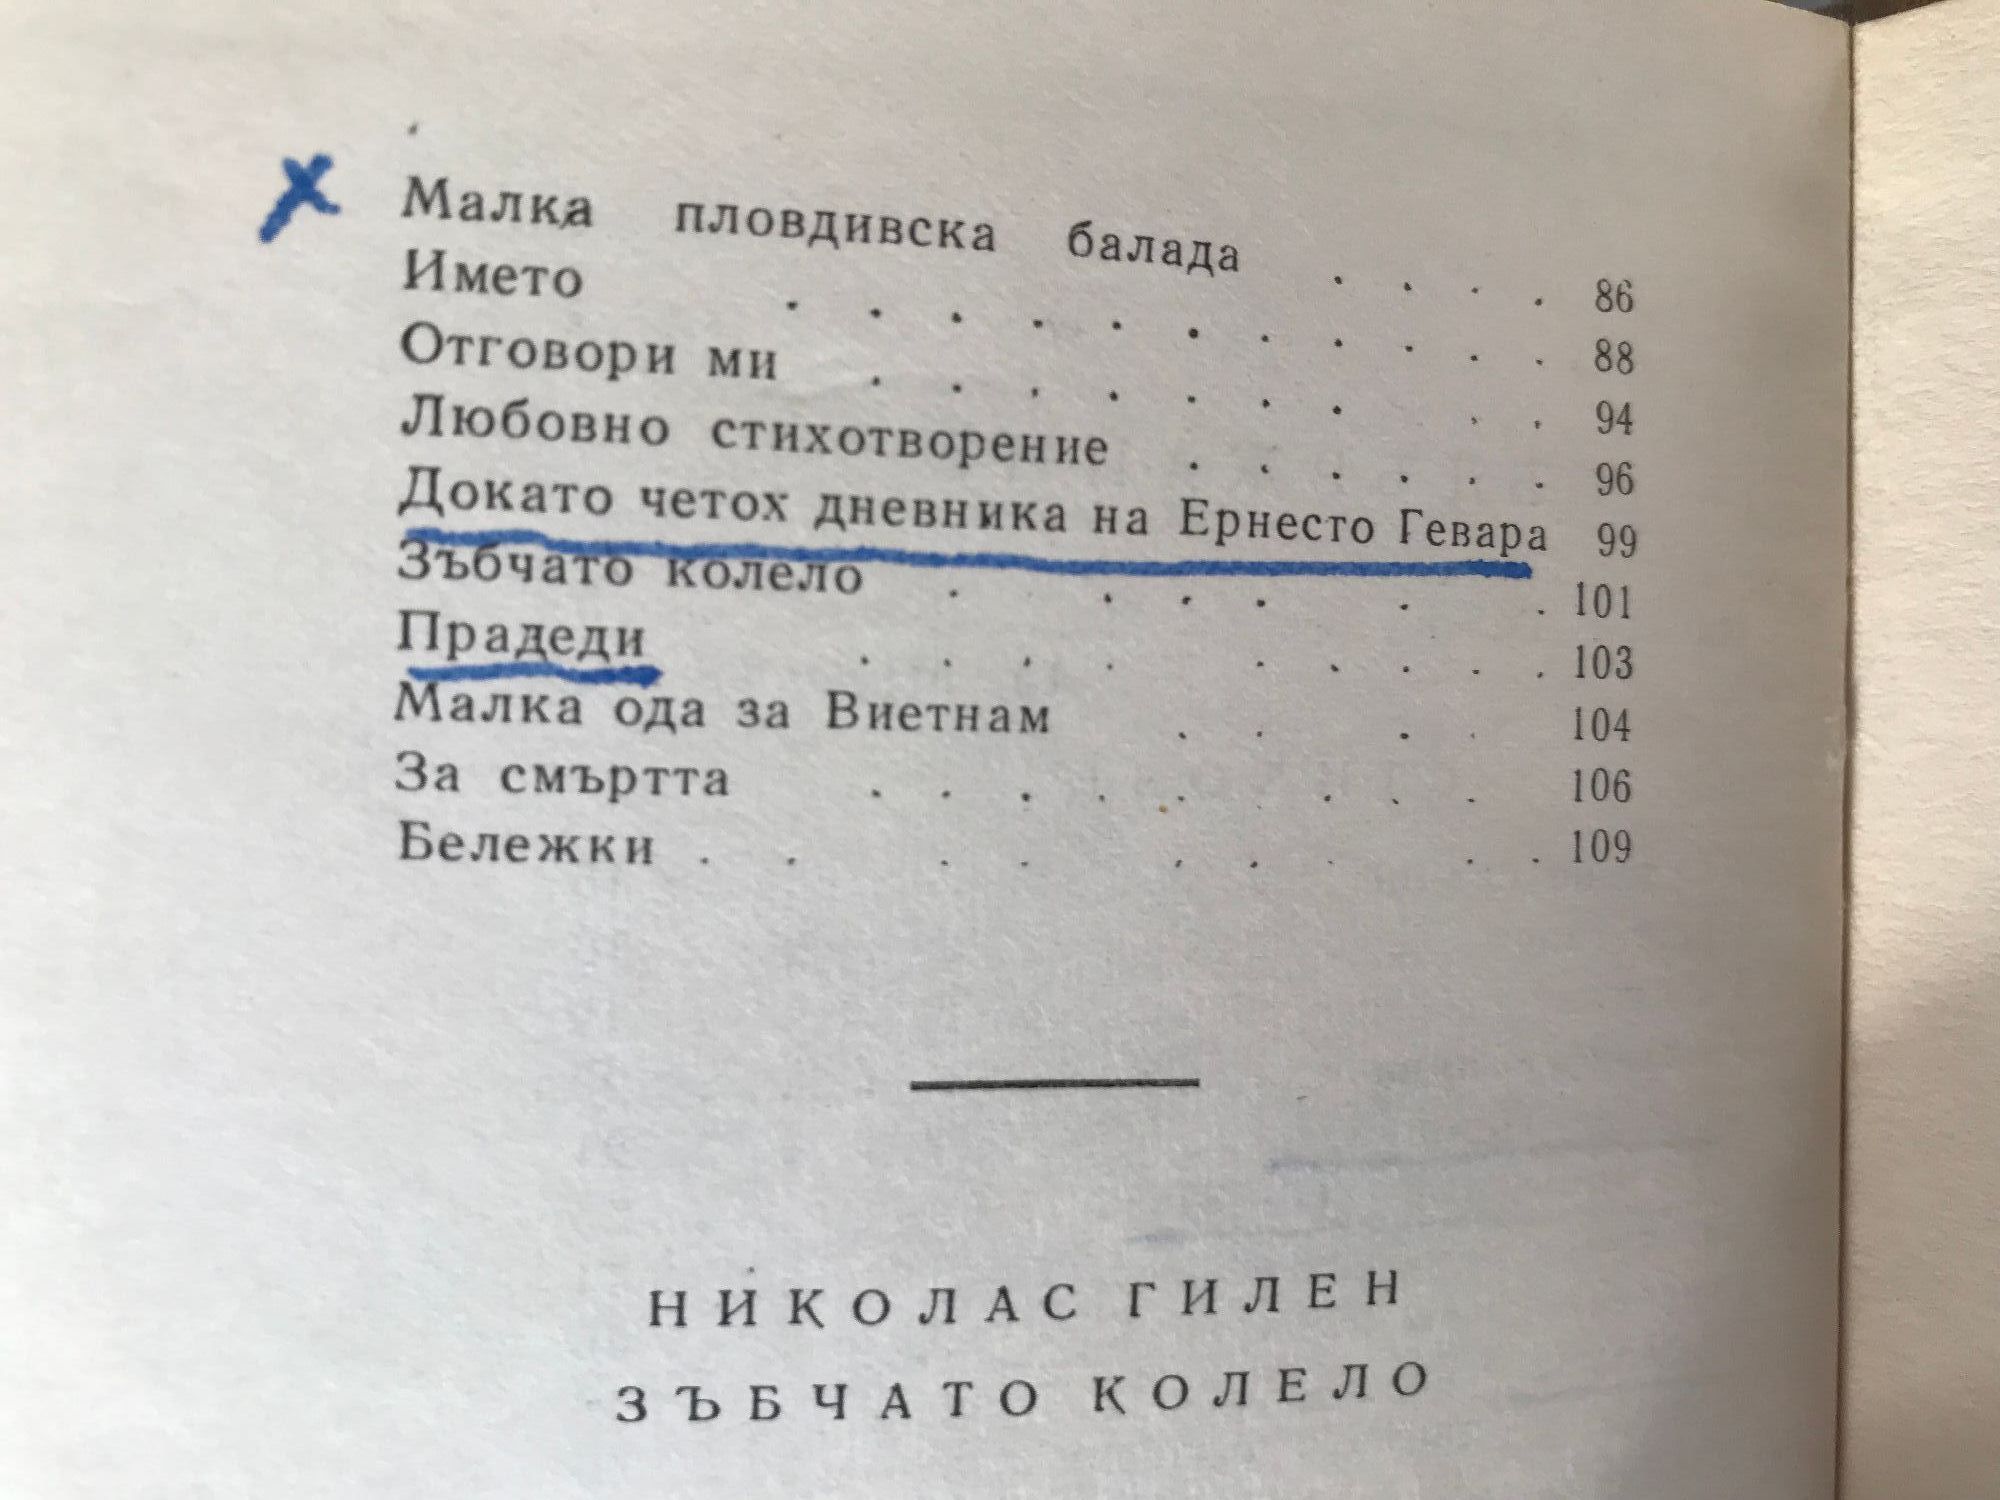 Малка пловдивска балада . . . . 86
Името . . . . . . . . . . . 88
Отговори ми . . . . . . . . . 94
Любовно стихотворение . . . . . . 96
Докато четох дневника на Ернесто Гевара 99
Зъбчато колело . . . . . . 101
Прадеди . . . . . . . . . 103
Малка ода за Виетнам . . . . 104
За смъртта . . . . . . . . 106
Бележки . . . . . . . . . 109
НИКОЛАС ГИЛЕН
ЗЪБЧАТО КОЛЕЛО